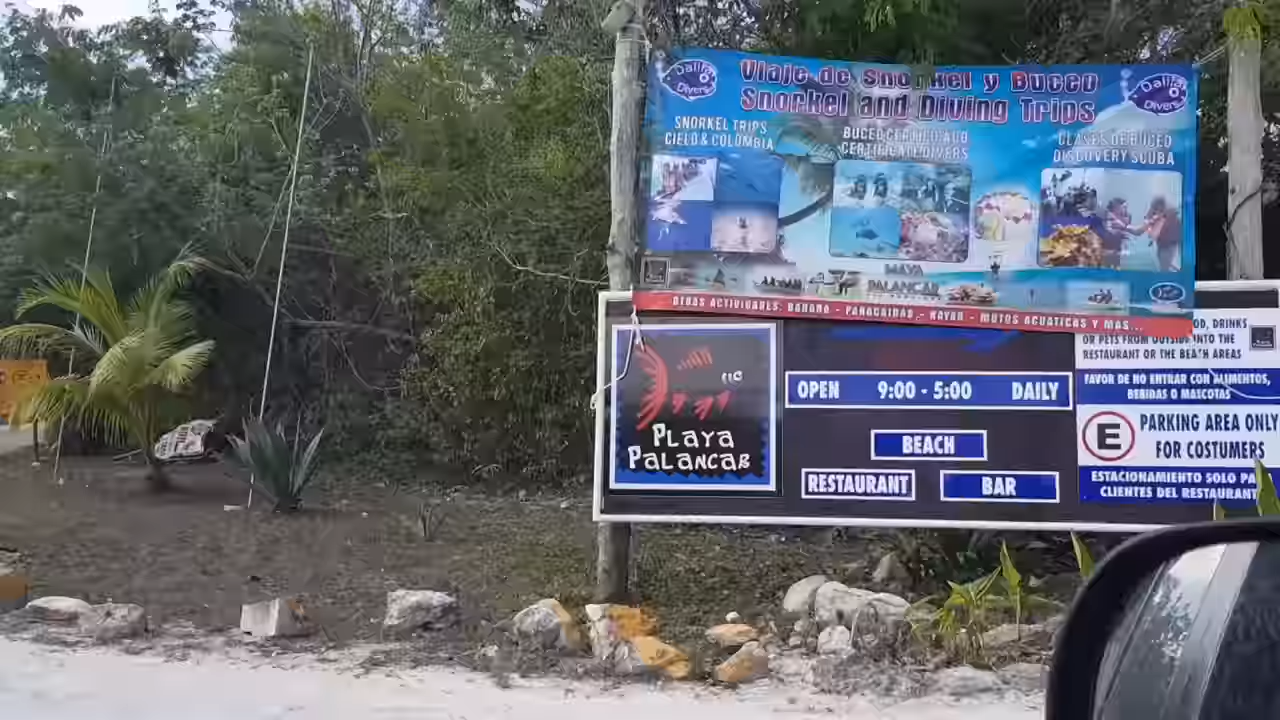 Dalila
Divers
Viaje de Snorkel y Buceo
Snorkel and Diving Trips
Dalila
Divers
SNORKEL TRIPS
CIELO & COLOMBIA
BUCEO CERTIFICADO
CERTIFICATE DIVERS
CLASES DE BUCEO
DISCOVERY SCUBA
MAYA
PALANCAR
OTRAS ACTIVIDADES: BANANA - PARACAIDAS - KAYAK - MOTOS ACUATICAS Y MAS...
PLAYA
PALANCAR
OPEN 9:00 - 5:00 DAILY
BEACH
RESTAURANT
BAR
DRINKS
OR PETS FROM OUTSIDE INTO THE
RESTAURANT OR THE BEACH AREAS
FAVOR DE NO ENTRAR CON ALIMENTOS,
BEBIDAS O MASCOTAS
E
PARKING AREA ONLY
FOR COSTUMERS
ESTACIONAMIENTO SOLO PA
CLIENTES DEL RESTAURANT